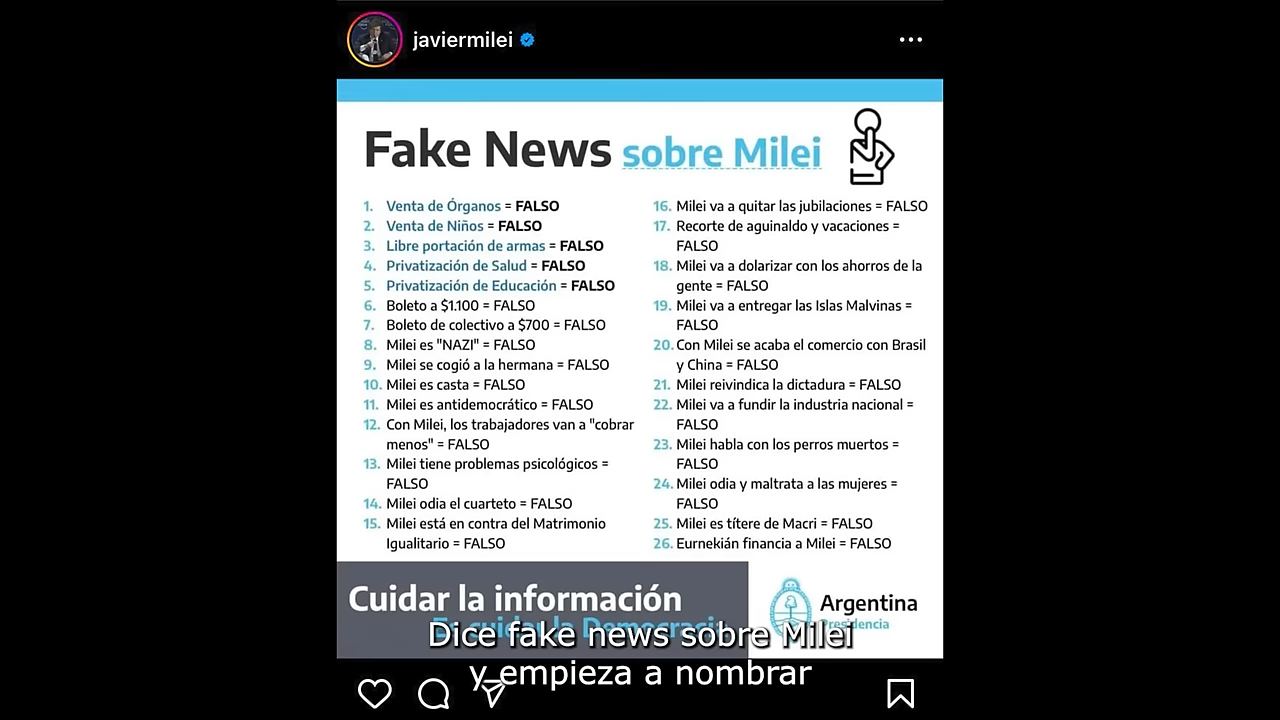 javiermilei
Fake News sobre Milei
1. Venta de Órganos = FALSO
2. Venta de Niños = FALSO
3. Libre portación de armas = FALSO
4. Privatización de Salud = FALSO
5. Privatización de Educación = FALSO
6. Boleto a $1.100 = FALSO
7. Boleto de colectivo a $700 = FALSO
8. Milei es "NAZI" = FALSO
9. Milei se cogió a la hermana = FALSO
10. Milei es casta = FALSO
11. Milei es antidemocrático = FALSO
12. Con Milei, los trabajadores van a "cobrar
menos" = FALSO
13. Milei tiene problemas psicológicos =
FALSO
14. Milei odia el cuarteto = FALSO
15. Milei está en contra del Matrimonio
Igualitario = FALSO
16. Milei va a quitar las jubilaciones = FALSO
17. Recorte de aguinaldo y vacaciones =
FALSO
18. Milei va a dolarizar con los ahorros de la
gente = FALSO
19. Milei va a entregar las Islas Malvinas =
FALSO
20. Con Milei se acaba el comercio con Brasil
y China = FALSO
21. Milei reivindica la dictadura = FALSO
22. Milei va a fundir la industria nacional =
FALSO
23. Milei habla con los perros muertos =
FALSO
24. Milei odia y maltrata a las mujeres =
FALSO
25. Milei es títere de Macri = FALSO
26. Eurnekián financia a Milei = FALSO
Cuidar la información
Es cuidar la Democracia
Argentina
Presidencia
Dice fake news sobre Milei
y empieza a nombrar